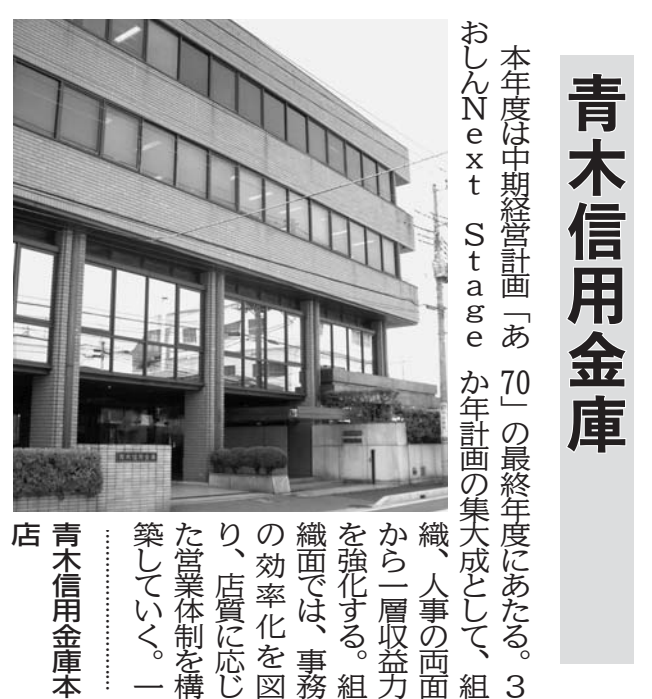 青木信用金庫
本年度は中期経営計画「あ
おしんNext Stage
70」の最終年度にあたる。3
か年計画の集大成として、組
織、人事の両面
から一層収益力
を強化する。組
織面では、事務
の効率化を図
り、店質に応じ
た営業体制を構
築していく。一
青木信用金庫本
店